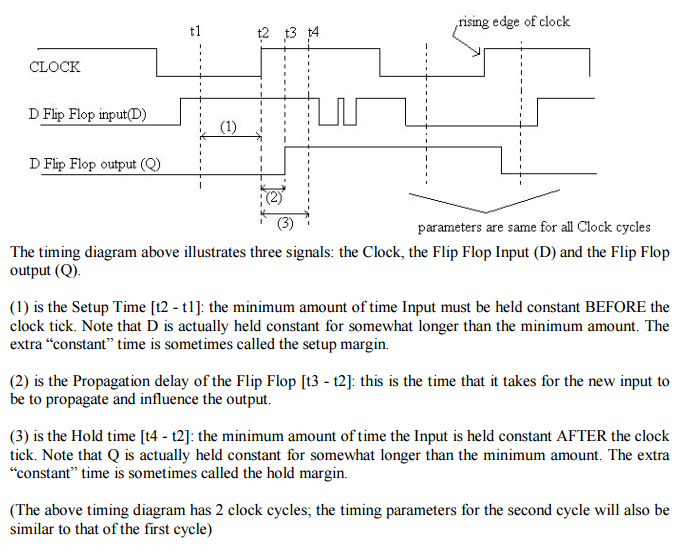 t1 t2 t3 t4 rising edge of clock
CLOCK
D Flip Flop input(D)
(1)
D Flip Flop output (Q)
(2)
(3)
parameters are same for all Clock cycles
The timing diagram above illustrates three signals: the Clock, the Flip Flop Input (D) and the Flip Flop
output (Q).
(1) is the Setup Time [t2 - t1]: the minimum amount of time Input must be held constant BEFORE the
clock tick. Note that D is actually held constant for somewhat longer than the minimum amount. The
extra “constant” time is sometimes called the setup margin.
(2) is the Propagation delay of the Flip Flop [t3 - t2]: this is the time that it takes for the new input to
be to propagate and influence the output.
(3) is the Hold time [t4 - t2]: the minimum amount of time the Input is held constant AFTER the clock
tick. Note that Q is actually held constant for somewhat longer than the minimum amount. The extra
“constant” time is sometimes called the hold margin.
(The above timing diagram has 2 clock cycles; the timing parameters for the second cycle will also be
similar to that of the first cycle)